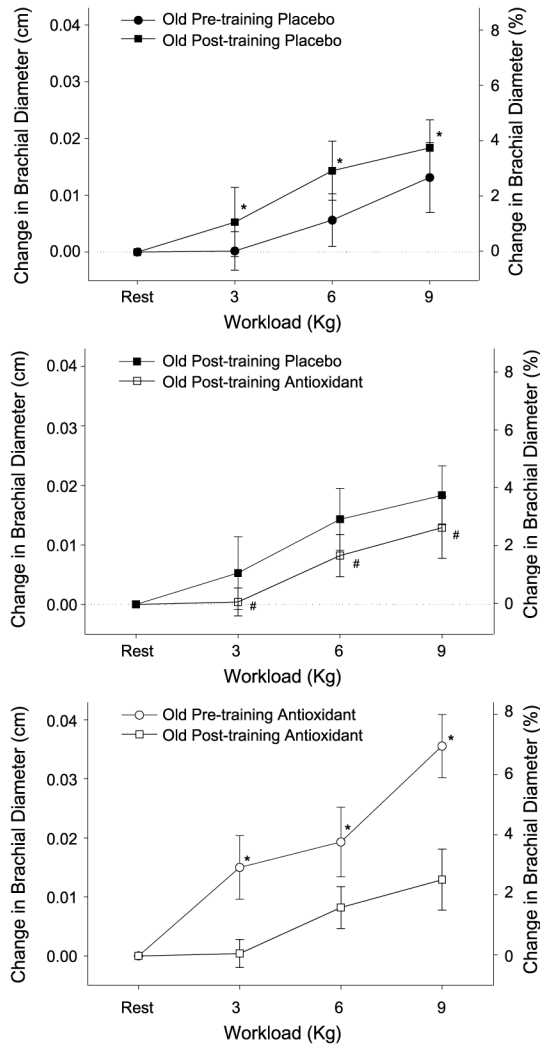 Old Pre-training Placebo
Old Post-training Placebo
Change in Brachial Diameter (cm)
0.04
0.03
0.02
0.01
0.00
Change in Brachial Diameter (%)
8
6
4
2
0
*
*
*
Rest 3 6 9
Workload (Kg)
Old Post-training Placebo
Old Post-training Antioxidant
Change in Brachial Diameter (cm)
0.04
0.03
0.02
0.01
0.00
Change in Brachial Diameter (%)
8
6
4
2
0
#
#
#
Rest 3 6 9
Workload (Kg)
Old Pre-training Antioxidant
Old Post-training Antioxidant
Change in Brachial Diameter (cm)
0.04
0.03
0.02
0.01
0.00
Change in Brachial Diameter (%)
8
6
4
2
0
*
*
*
Rest 3 6 9
Workload (Kg)